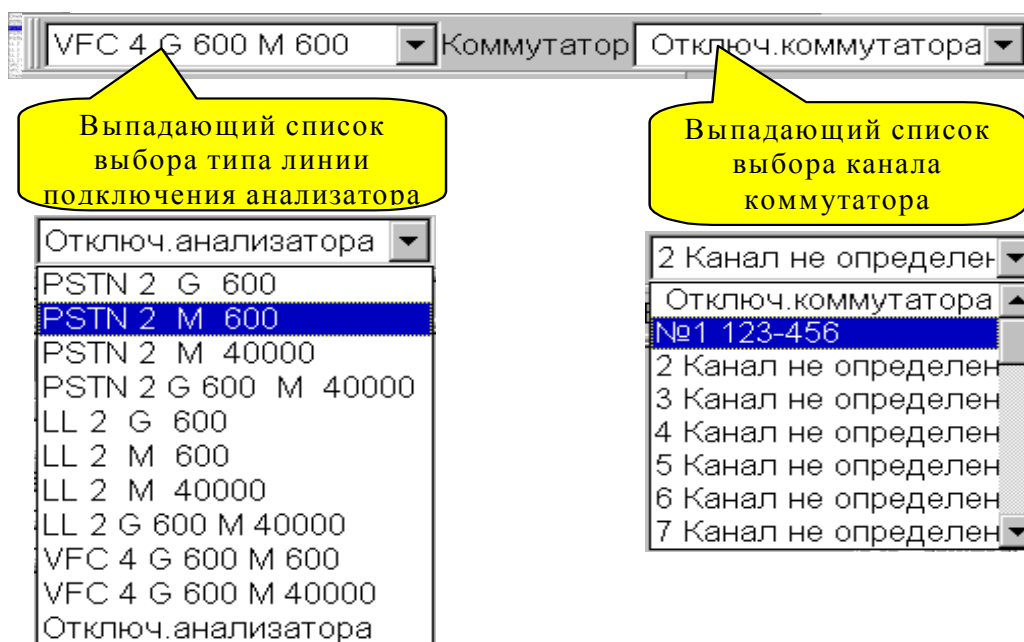 VFC 4 G 600 M 600 Коммутатор Отключ.коммутатора
Выпадающий список
выбора типа линии
подключения анализатора
Отключ.анализатора
PSTN 2 G 600
PSTN 2 M 600
PSTN 2 M 40000
PSTN 2 G 600 M 40000
LL 2 G 600
LL 2 M 600
LL 2 M 40000
LL 2 G 600 M 40000
VFC 4 G 600 M 600
VFC 4 G 600 M 40000
Отключ.анализатора
Выпадающий список
выбора канала
коммутатора
2 Канал не определен
Отключ.коммутатора
№1 123-456
2 Канал не определен
3 Канал не определен
4 Канал не определен
5 Канал не определен
6 Канал не определен
7 Канал не определен